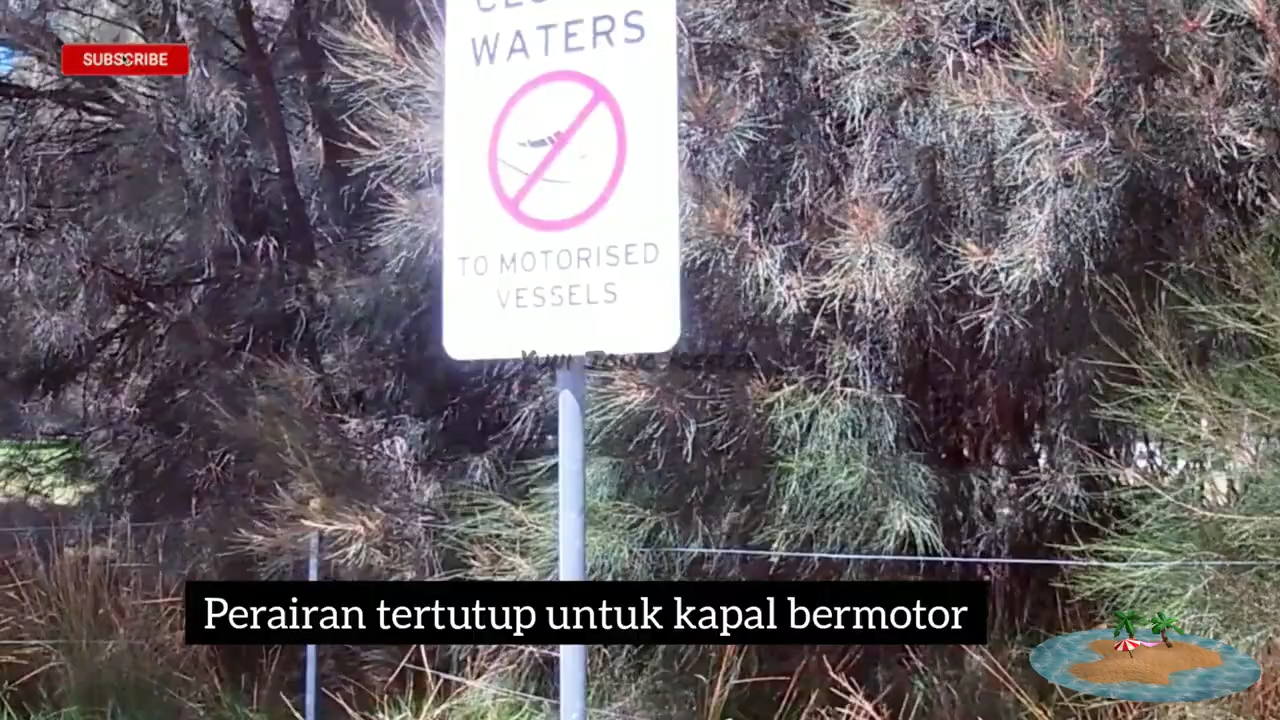 SUBSCRIBE
WATERS
TO MOTORISED
VESSELS
Perairan tertutup untuk kapal bermotor